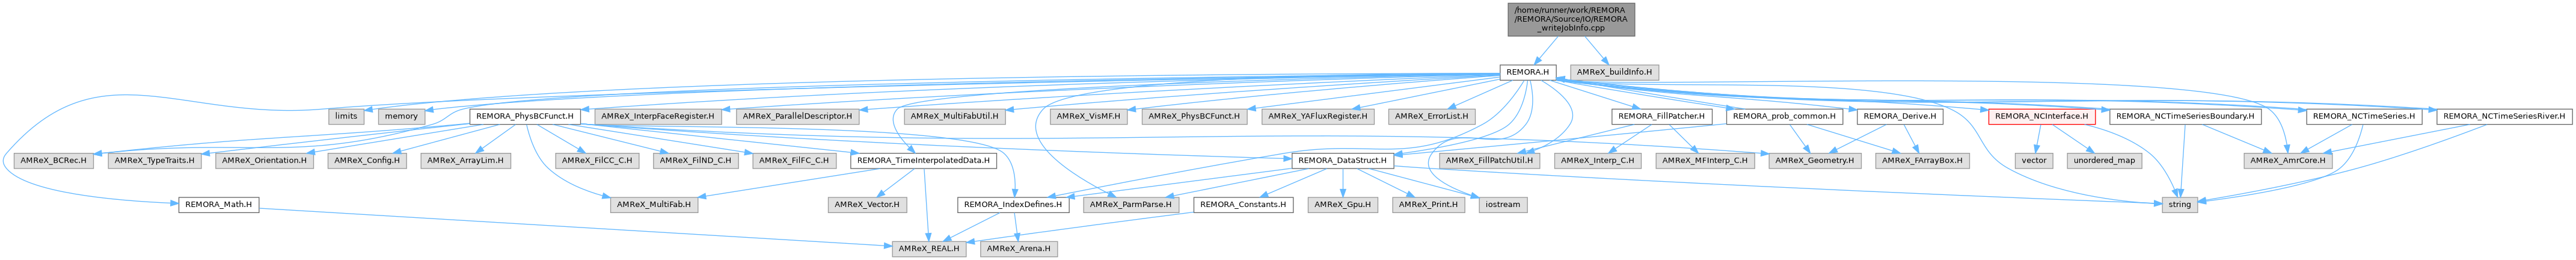 /home/runner/work/REMORA
/REMORA/Source/IO/REMORA
_writeJobInfo.cpp
REMORA.H
AMReX_buildInfo.H
limits
memory
REMORA_PhysBCFunct.H
AMReX_InterpFaceRegister.H
AMReX_ParallelDescriptor.H
AMReX_MultiFabUtil.H
AMReX_VisMF.H
AMReX_PhysBCFunct.H
AMReX_YAFluxRegister.H
AMReX_ErrorList.H
REMORA_FillPatcher.H
REMORA_prob_common.H
REMORA_Derive.H
REMORA_NCInterface.H
REMORA_NCTimeSeriesBoundary.H
REMORA_NCTimeSeries.H
REMORA_NCTimeSeriesRiver.H
AMReX_BCRec.H
AMReX_TypeTraits.H
AMReX_Orientation.H
AMReX_Config.H
AMReX_ArrayLim.H
AMReX_FilCC_C.H
AMReX_FilND_C.H
AMReX_FilFC_C.H
REMORA_TimeInterpolatedData.H
REMORA_DataStruct.H
AMReX_FillPatchUtil.H
AMReX_Interp_C.H
AMReX_MFInterp_C.H
AMReX_Geometry.H
AMReX_FArrayBox.H
vector
unordered_map
AMReX_AmrCore.H
REMORA_Math.H
AMReX_MultiFab.H
AMReX_Vector.H
REMORA_IndexDefines.H
AMReX_ParmParse.H
REMORA_Constants.H
AMReX_Gpu.H
AMReX_Print.H
iostream
string
AMReX_REAL.H
AMReX_Arena.H